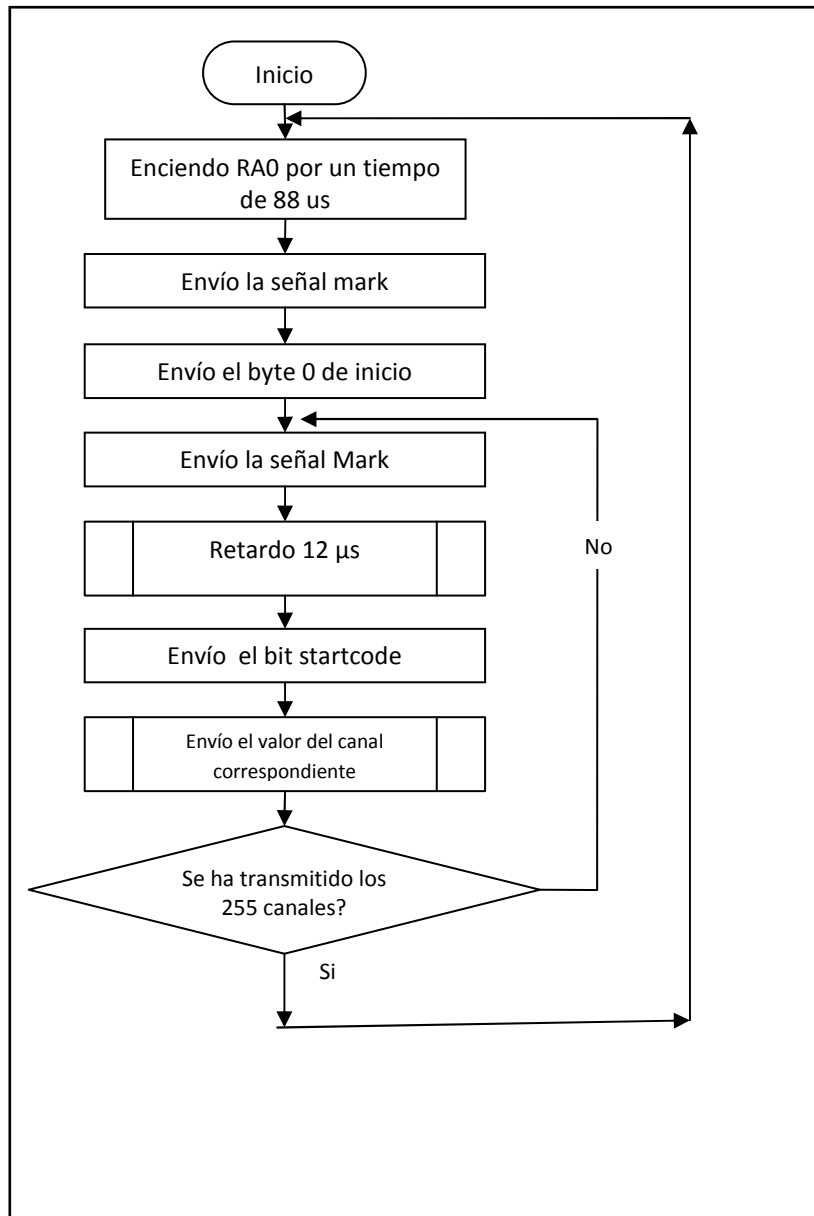 Inicio
Enciendo RA0 por un tiempo
de 88 us
Envío la señal mark
Envío el byte 0 de inicio
Envío la señal Mark
Retardo 12 µs
No
Envío  el bit startcode
Envío el valor del canal
correspondiente
Se ha transmitido los
255 canales?
Si